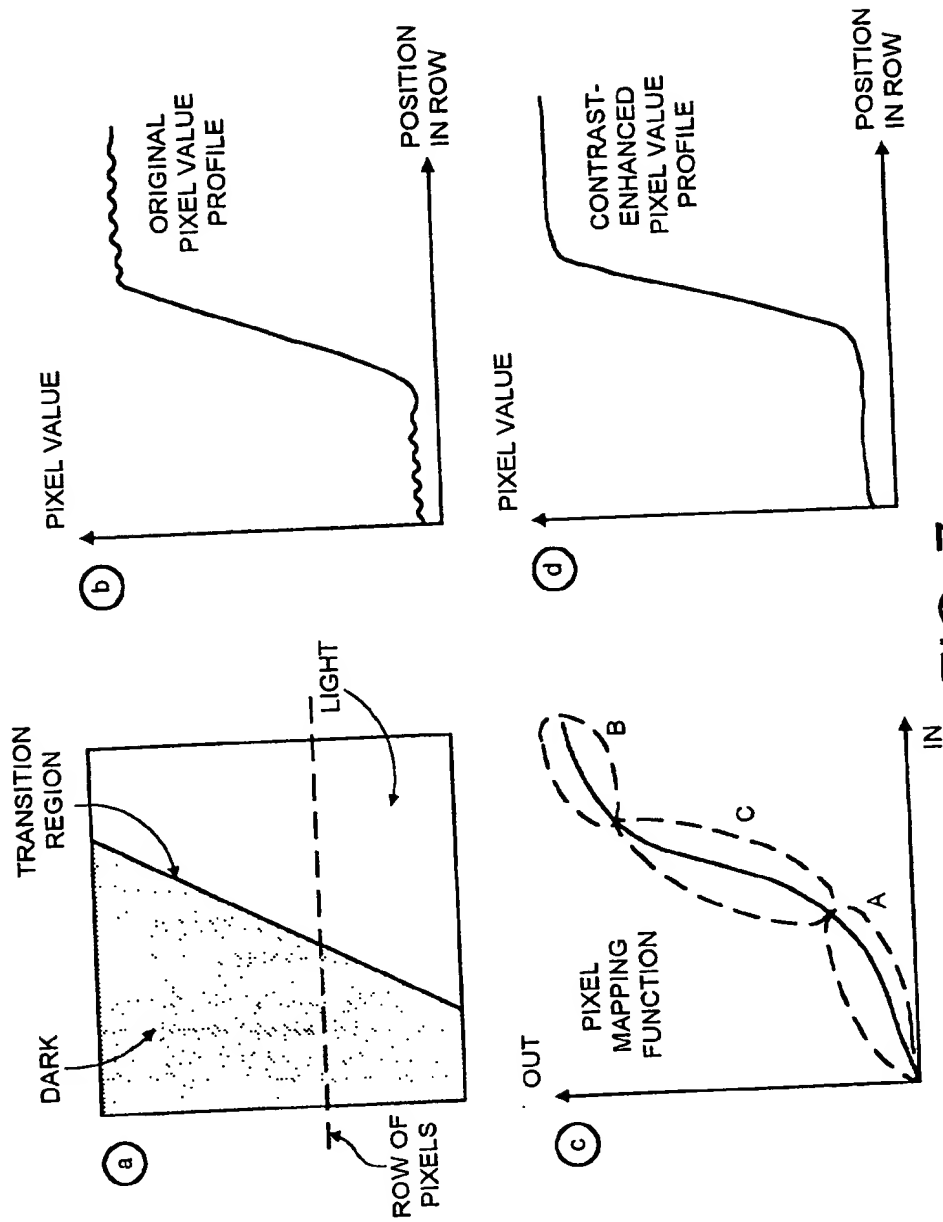 a
DARK
TRANSITION
REGION
LIGHT
ROW OF
PIXELS
b
PIXEL VALUE
ORIGINAL
PIXEL VALUE
PROFILE
POSITION
IN ROW
c
OUT
PIXEL
MAPPING
FUNCTION
A
C
B
IN
d
PIXEL VALUE
CONTRAST-
ENHANCED
PIXEL VALUE
PROFILE
POSITION
IN ROW